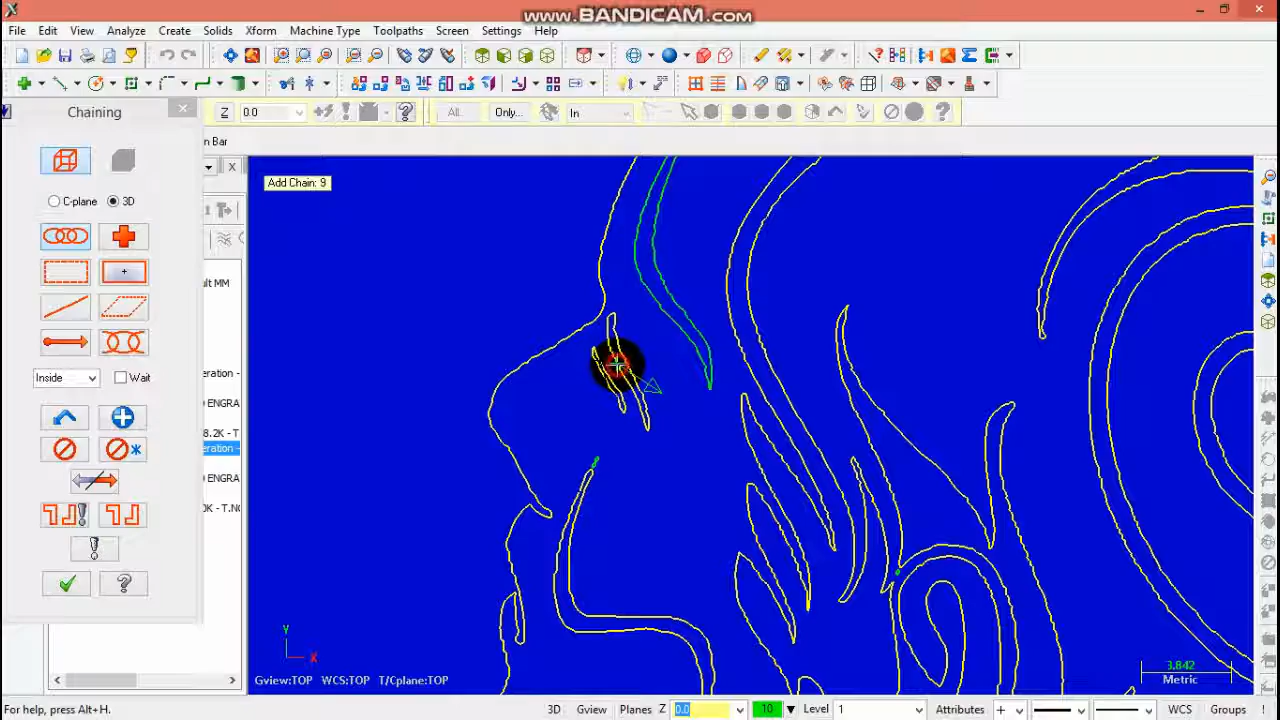 www.BANDICAM.com
File Edit View Analyze Create Solids Xform Machine Type Toolpaths Screen Settings Help
Chaining
Z 0.0 All... Only... In
n Bar
Add Chain: 9
C-plane 3D
ult MM
Inside Wait
eration -
ENGRA
8.2K - T
eration -
ENGRA
0K - T.NO
Y
X
Gview:TOP WCS:TOP T/Cplane:TOP
3.842
Metric
For help, press Alt+H.
3D Gview Planes Z 0.0 10 Level 1 Attributes WCS Groups